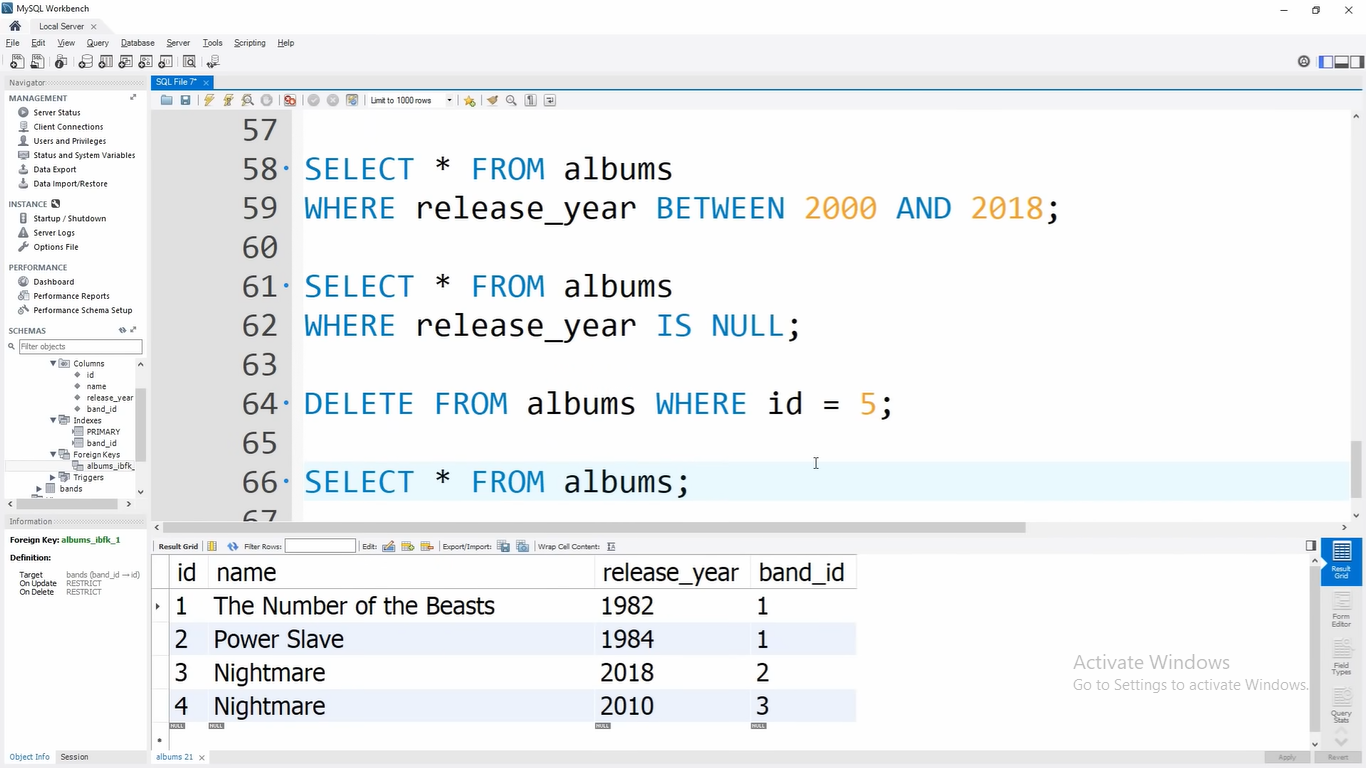 MySQL Workbench
Local Server
File Edit View Query Database Server Tools Scripting Help
Navigator
MANAGEMENT
Server Status
Client Connections
Users and Privileges
Status and System Variables
Data Export
Data Import/Restore
INSTANCE
Startup / Shutdown
Server Logs
Options File
PERFORMANCE
Dashboard
Performance Reports
Performance Schema Setup
SCHEMAS
Filter objects
Columns
id
name
release_year
band_id
Indexes
PRIMARY
band_id
Foreign Keys
albums_ibfk_
Triggers
bands
Information
Foreign Key: albums_ibfk_1
Definition:
Target bands (band_id → id)
On Update RESTRICT
On Delete RESTRICT
Object Info Session
SQL File 7*
Limit to 1000 rows
57
58 SELECT * FROM albums
59 WHERE release_year BETWEEN 2000 AND 2018;
60
61 SELECT * FROM albums
62 WHERE release_year IS NULL;
63
64 DELETE FROM albums WHERE id = 5;
65
66 SELECT * FROM albums;
67
Result Grid Filter Rows: Edit: Export/Import: Wrap Cell Content:
id name release_year band_id
1 The Number of the Beasts 1982 1
2 Power Slave 1984 1
3 Nightmare 2018 2
4 Nightmare 2010 3
NULL NULL NULL NULL
Result
Grid
Form
Editor
Field
Types
Query
Stats
Activate Windows
Go to Settings to activate Windows.
albums 21
Apply Revert